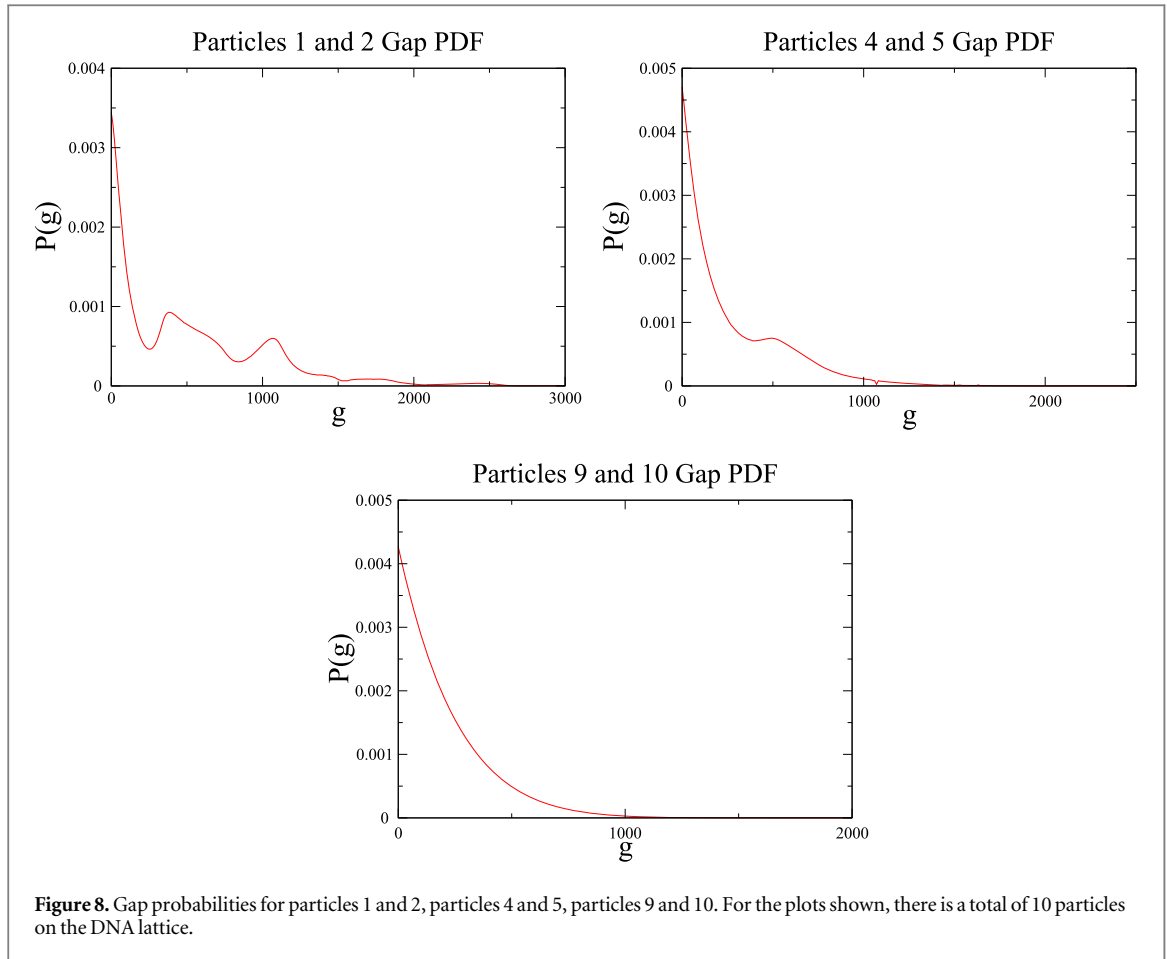 Particles 1 and 2 Gap PDF
0.004
0.003
0.002
0.001
0
P(g)
0
1000
2000
3000
g
Particles 4 and 5 Gap PDF
0.005
0.004
0.003
0.002
0.001
0
P(g)
0
1000
2000
g
Particles 9 and 10 Gap PDF
0.005
0.004
0.003
0.002
0.001
0
P(g)
0
1000
2000
g
Figure 8. Gap probabilities for particles 1 and 2, particles 4 and 5, particles 9 and 10. For the plots shown, there is a total of 10 particles
on the DNA lattice.